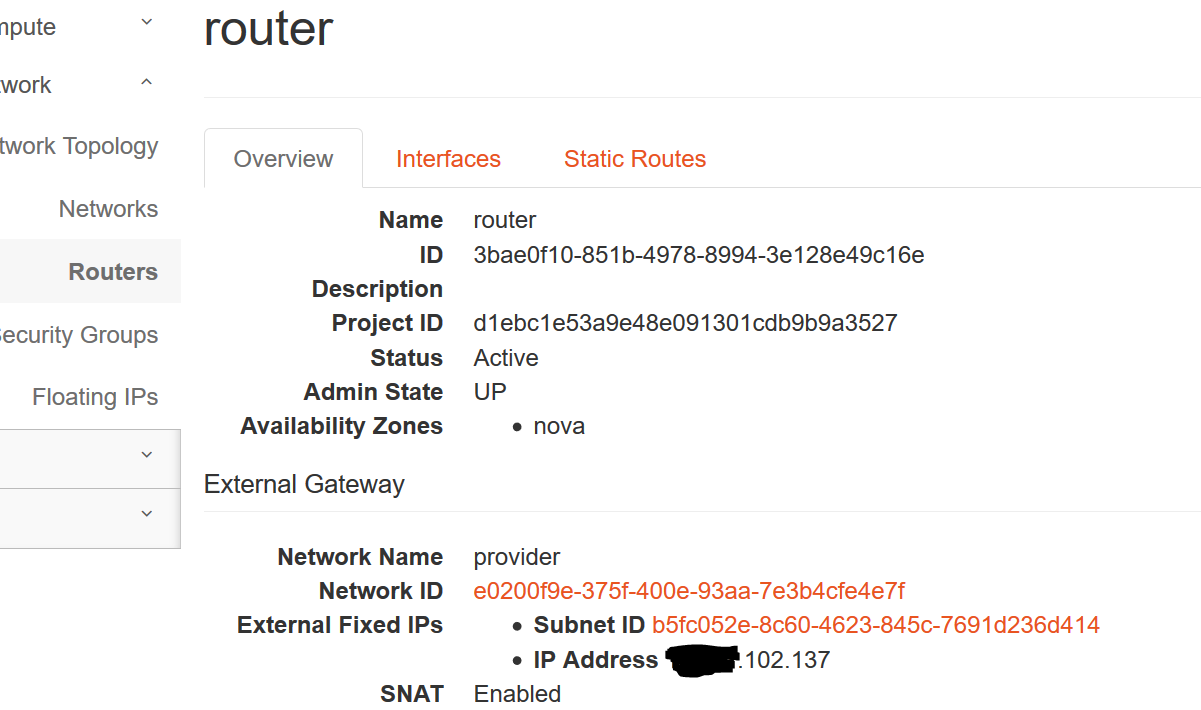 mpute
router
work
Overview Interfaces Static Routes
twork Topology
Networks
Routers
ecurity Groups
Floating IPs
Name router
ID 3bae0f10-851b-4978-8994-3e128e49c16e
Description
Project ID d1ebc1e53a9e48e091301cdb9b9a3527
Status Active
Admin State UP
Availability Zones • nova
External Gateway
Network Name provider
Network ID e0200f9e-375f-400e-93aa-7e3b4cfe4e7f
External Fixed IPs • Subnet ID b5fc052e-8c60-4623-845c-7691d236d414
• IP Address .102.137
SNAT Enabled